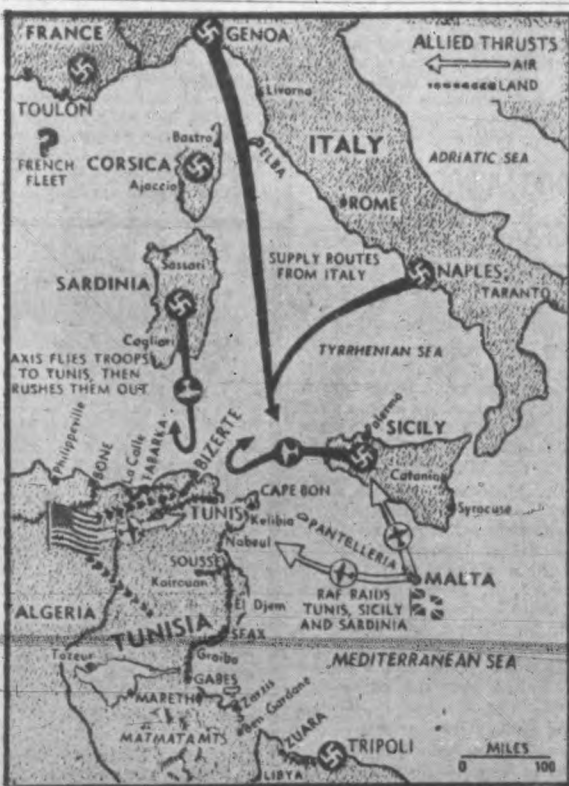 FRANCE
GENOA
ALLIED THRUSTS
AIR
LAND
TOULON
?
FRENCH
FLEET
Livorno
Bastro
CORSICA
Ajaccio
ELBA
ITALY
ADRIATIC SEA
ROME
SUPPLY ROUTES
FROM ITALY
NAPLES
TARANTO
Sassari
SARDINIA
Cagliari
TYRRHENIAN SEA
AXIS FLIES TROOPS
TO TUNIS, THEN
RUSHES THEM OUT
Philippeville
BONE
La Calle
TABARKA
BIZERTE
Palermo
SICILY
Catania
Syracuse
CAPE BON
TUNIS
Kelibia
Nabeul
PANTELLERIA
MALTA
SOUSSE
Kairouan
RAF RAIDS
TUNIS, SICILY
AND SARDINIA
ALGERIA
El Djem
TUNISIA
SFAX
MEDITERRANEAN SEA
Tozeur
Graiba
GABES
MARETH
Zarzis
Ben Gardane
MATMATA MTS
ZUARA
TRIPOLI
LIBYA
MILES
0 100